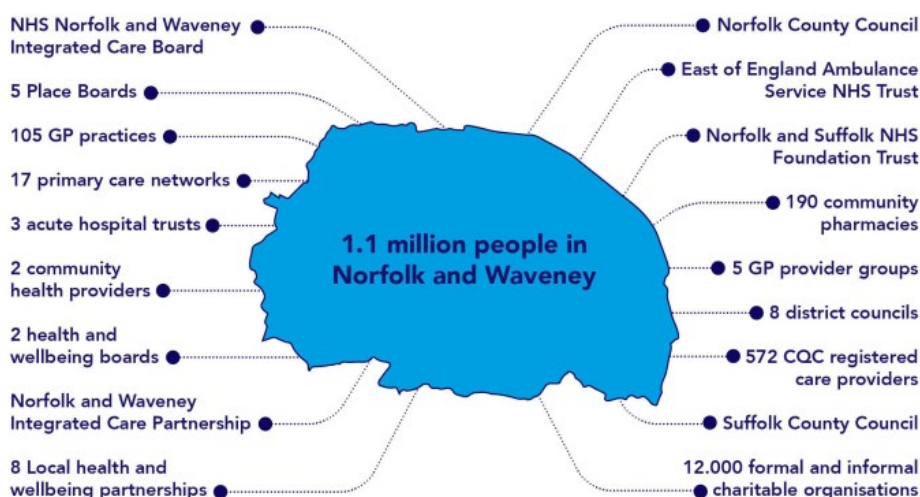 NHS Norfolk and Waveney
Integrated Care Board
5 Place Boards
105 GP practices
17 primary care networks
3 acute hospital trusts
2 community
health providers
2 health and
wellbeing boards
Norfolk and Waveney
Integrated Care Partnership
8 Local health and
wellbeing partnerships
1.1 million people in
Norfolk and Waveney
Norfolk County Council
East of England Ambulance
Service NHS Trust
Norfolk and Suffolk NHS
Foundation Trust
190 community
pharmacies
5 GP provider groups
8 district councils
572 CQC registered
care providers
Suffolk County Council
12.000 formal and informal
charitable organisations